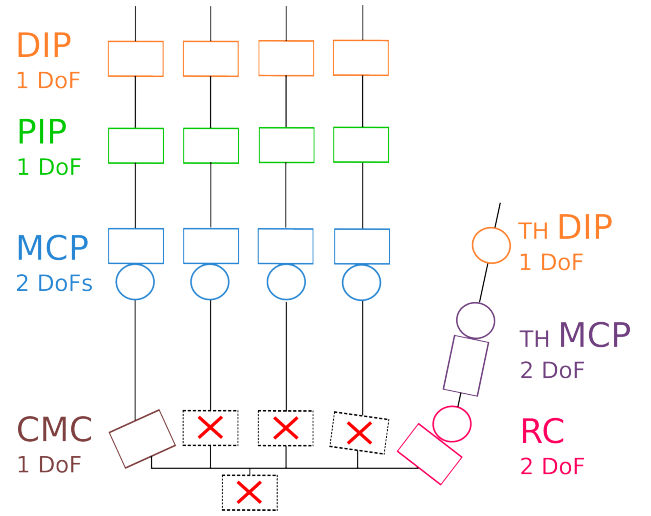 DIP
1 DoF
PIP
1 DoF
MCP
2 DoFs
CMC
1 DoF
TH DIP
1 DoF
TH MCP
2 DoF
RC
2 DoF